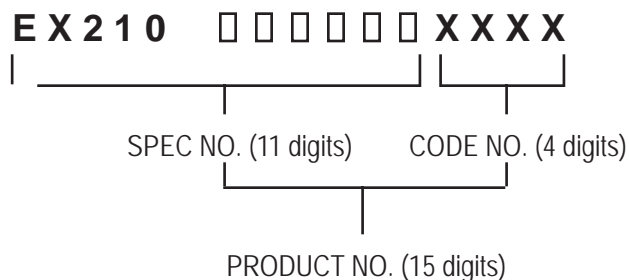 EX210 □□□□□□XXXX
SPEC NO. (11 digits) CODE NO. (4 digits)
PRODUCT NO. (15 digits)